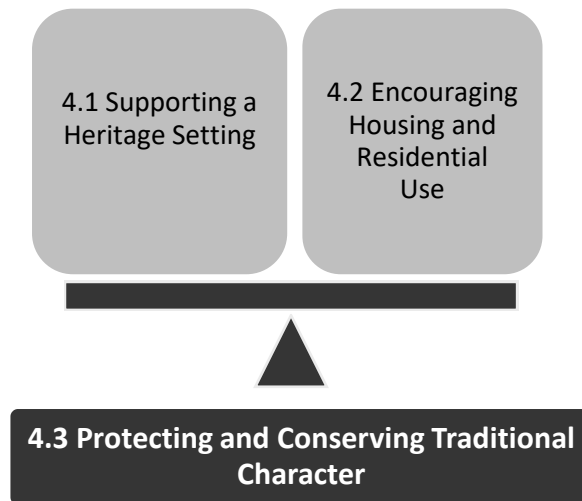 4.1 Supporting a
Heritage Setting
4.2 Encouraging
Housing and
Residential
Use
4.3 Protecting and Conserving Traditional
Character